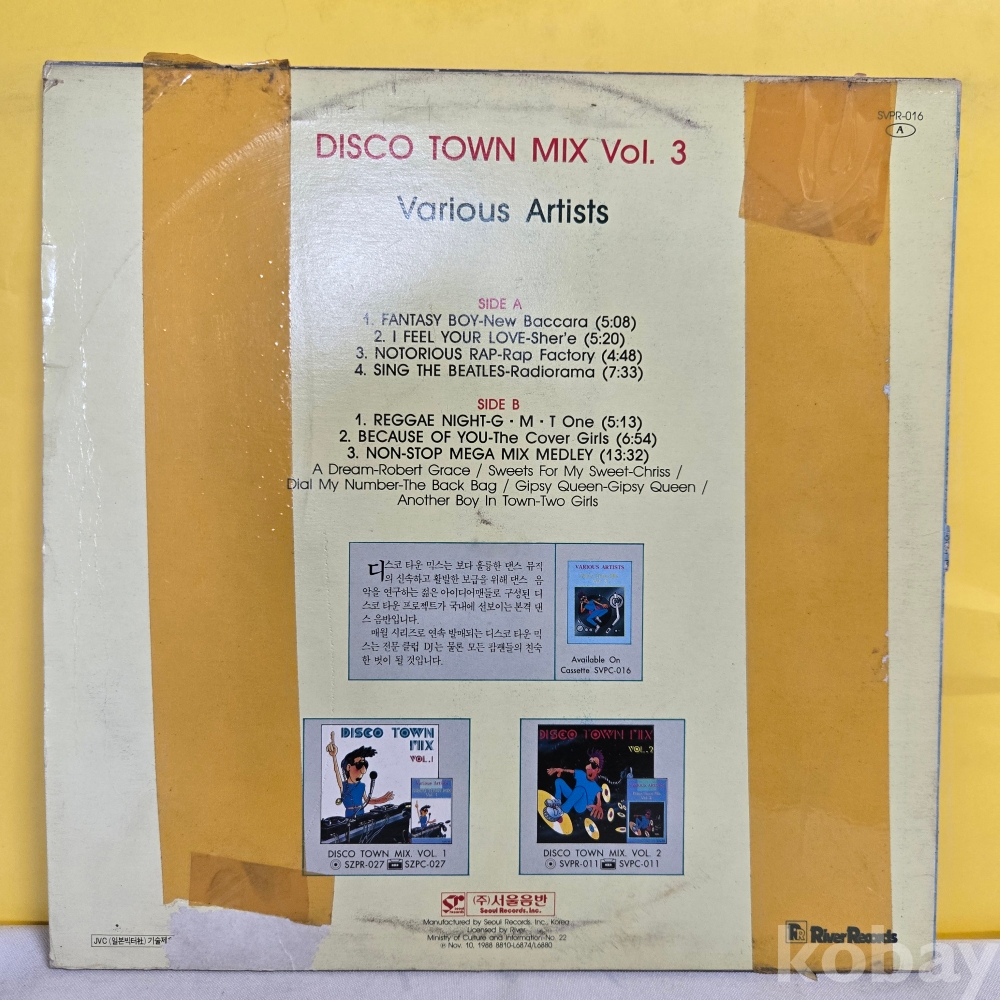 SVPR-016
A
DISCO TOWN MIX Vol. 3
Various Artists
SIDE A
1. FANTASY BOY-New Baccara (5:08)
2. I FEEL YOUR LOVE-Sher'e (5:20)
3. NOTORIOUS RAP-Rap Factory (4:48)
4. SING THE BEATLES-Radiorama (7:33)
SIDE B
1. REGGAE NIGHT-G·M·T One (5:13)
2. BECAUSE OF YOU-The Cover Girls (6:54)
3. NON-STOP MEGA MIX MEDLEY (13:32)
A Dream-Robert Grace / Sweets For My Sweet-Chriss /
Dial My Number-The Back Bag / Gipsy Queen-Gipsy Queen /
Another Boy In Town-Two Girls
디스코 타운 믹스는 보다 훌륭한 댄스 뮤직
의 신속하고 활발한 보급을 위해 댄스 음
악을 연구하는 젊은 아이디어맨들로 구성된 디
스코 타운 프로젝트가 국내에 선보이는 본격 댄
스 음반입니다.
매월 시리즈로 연속 발매되는 디스코 타운 믹
스는 전문 클럽 DJ는 물론 모든 팝팬들의 친숙
한 벗이 될 것입니다.
VARIOUS ARTISTS
Available On
Cassette SVPC-016
DISCO TOWN
MIX
VOL.1
DISCO TOWN MIX. VOL. 1
SZPR-027 SZPC-027
DISCO TOWN MIX
VOL.2
DISCO TOWN MIX. VOL. 2
SVPR-011 SVPC-011
sr (주)서울음반
Seoul Records, Inc.
Manufactured by Seoul Records, Inc., Korea
Licensed by River
Ministry of Culture and Information-No. 22
℗ Nov. 10. 1988 8810-L6874/L6880
JVC (일본빅터社) 기술제
River Records
kobay